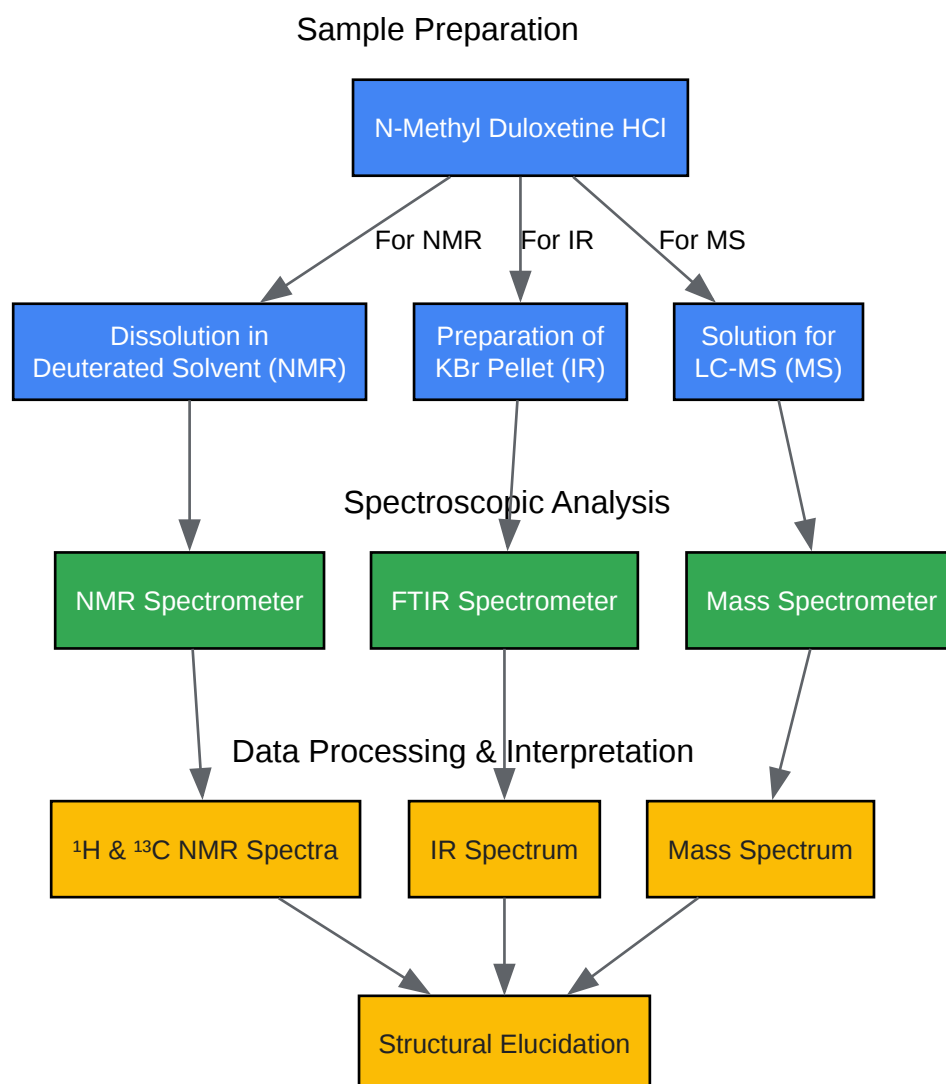 Sample Preparation
N-Methyl Duloxetine HCl
For NMR
For IR
For MS
Dissolution in
Deuterated Solvent (NMR)
Preparation of
KBr Pellet (IR)
Solution for
LC-MS (MS)
Spectroscopic Analysis
NMR Spectrometer
FTIR Spectrometer
Mass Spectrometer
Data Processing & Interpretation
¹H & ¹³C NMR Spectra
IR Spectrum
Mass Spectrum
Structural Elucidation